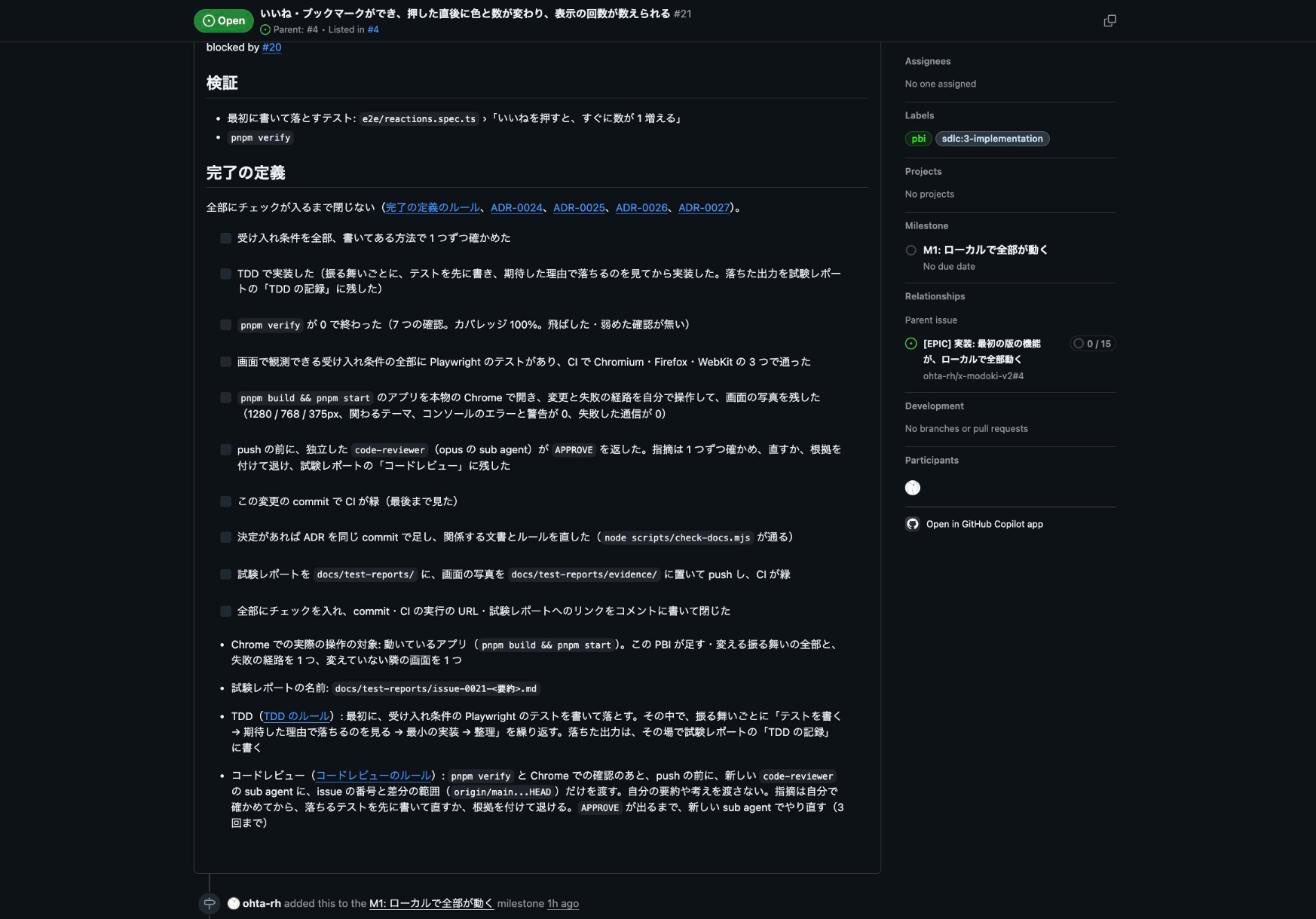 Open
いいね・ブックマークができ、押した直後に色と数が変わり、表示の回数が数えられる #21
Parent: #4 • Listed in #4
blocked by #20
検証
• 最初に書いて落とすテスト: e2e/reactions.spec.ts › 「いいねを押すと、すぐに数が 1 増える」
• pnpm verify
完了の定義
全部にチェックが入るまで閉じない（完了の定義のルール、ADR-0024、ADR-0025、ADR-0026、ADR-0027）。
受け入れ条件を全部、書いてある方法で 1 つずつ確かめた
TDD で実装した（振る舞いごとに、テストを先に書き、期待した理由で落ちるのを見てから実装した。落ちた出力を試験レポー
トの「TDD の記録」に残した）
pnpm verify が 0 で終わった（7 つの確認。カバレッジ 100%。飛ばした・弱めた確認が無い）
画面で観測できる受け入れ条件の全部に Playwright のテストがあり、CI で Chromium・Firefox・WebKit の 3 つで通った
pnpm build && pnpm start のアプリを本物の Chrome で開き、変更と失敗の経路を自分で操作して、画面の写真を残した
（1280 / 768 / 375px、関わるテーマ、コンソールのエラーと警告が 0、失敗した通信が 0）
push の前に、独立した code-reviewer（opus の sub agent）が APPROVE を返した。指摘は 1 つずつ確かめ、直すか、根拠を
付けて退け、試験レポートの「コードレビュー」に残した
この変更の commit で CI が緑（最後まで見た）
決定があれば ADR を同じ commit で足し、関係する文書とルールを直した（ node scripts/check-docs.mjs が通る）
試験レポートを docs/test-reports/ に、画面の写真を docs/test-reports/evidence/ に置いて push し、CI が緑
全部にチェックを入れ、commit・CI の実行の URL・試験レポートへのリンクをコメントに書いて閉じた
• Chrome での実際の操作の対象: 動いているアプリ（ pnpm build && pnpm start ）。この PBI が足す・変える振る舞いの全部と、
失敗の経路を 1 つ、変えていない隣の画面を 1 つ
• 試験レポートの名前: docs/test-reports/issue-0021-<要約>.md
• TDD（TDD のルール）: 最初に、受け入れ条件の Playwright のテストを書いて落とす。その中で、振る舞いごとに「テストを書く
→ 期待した理由で落ちるのを見る → 最小の実装 → 整理」を繰り返す。落ちた出力は、その場で試験レポートの「TDD の記録」
に書く
• コードレビュー（コードレビューのルール）: pnpm verify と Chrome での確認のあと、push の前に、新しい code-reviewer
の sub agent に、issue の番号と差分の範囲（ origin/main...HEAD ）だけを渡す。自分の要約や考えを渡さない。指摘は自分で
確かめてから、落ちるテストを先に書いて直すか、根拠を付けて退ける。APPROVE が出るまで、新しい sub agent でやり直す（3
回まで）
ohta-rh added this to the M1: ローカルで全部が動く milestone 1h ago
Assignees
No one assigned
Labels
pbi sdlc:3-implementation
Projects
No projects
Milestone
M1: ローカルで全部が動く
No due date
Relationships
Parent issue
[EPIC] 実装: 最初の版の機能
が、ローカルで全部動く
0 / 15
ohta-rh/x-modoki-v2#4
Development
No branches or pull requests
Participants
Open in GitHub Copilot app